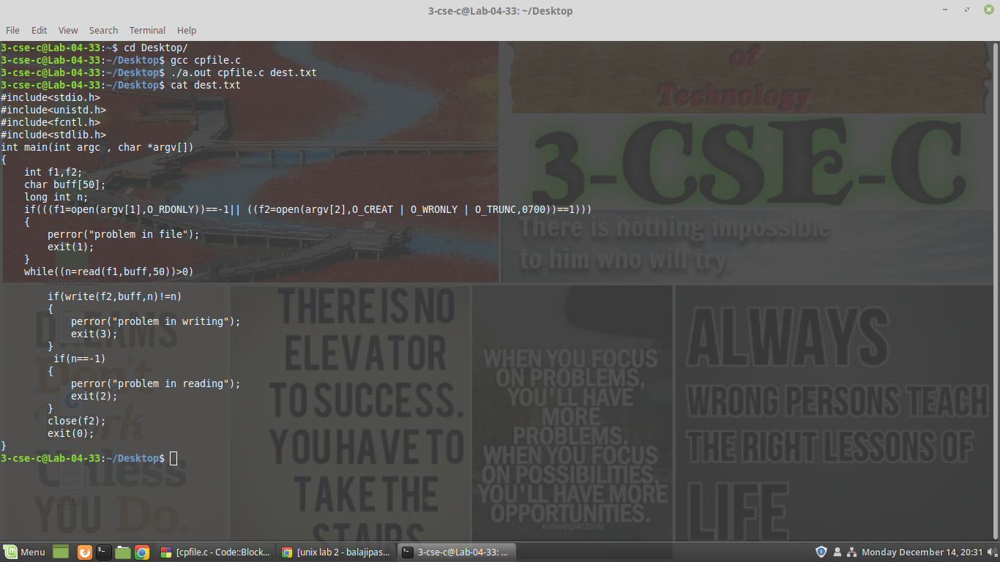 3-cse-c@Lab-04-33: ~/Desktop
File Edit View Search Terminal Help
3-cse-c@Lab-04-33:~$ cd Desktop/
3-cse-c@Lab-04-33:~/Desktop$ gcc cpfile.c
3-cse-c@Lab-04-33:~/Desktop$ ./a.out cpfile.c dest.txt
3-cse-c@Lab-04-33:~/Desktop$ cat dest.txt
#include<stdio.h>
#include<unistd.h>
#include<fcntl.h>
#include<stdlib.h>
int main(int argc , char *argv[])
{
    int f1,f2;
    char buff[50];
    long int n;
    if(((f1=open(argv[1],O_RDONLY))==-1|| ((f2=open(argv[2],O_CREAT | O_WRONLY | O_TRUNC,0700))==1)))
    {
        perror("problem in file");
        exit(1);
    }
    while((n=read(f1,buff,50))>0)

        if(write(f2,buff,n)!=n)
        {
            perror("problem in writing");
            exit(3);
        }
         if(n==-1)
        {
            perror("problem in reading");
            exit(2);
        }
        close(f2);
        exit(0);
}
3-cse-c@Lab-04-33:~/Desktop$
of
Technology
3-CSE-C
There is nothing impossible
to him who will try.
DREAMS
Don't
Work
Unless
YOU Do.
THERE IS NO
ELEVATOR
TO SUCCESS.
YOU HAVE TO
TAKE THE
STAIRS
WHEN YOU FOCUS
ON PROBLEMS,
YOU'LL HAVE
MORE
PROBLEMS.
WHEN YOU FOCUS
ON POSSIBILITIES,
YOU'LL HAVE MORE
OPPORTUNITIES.
KUSHANDWIZDOM
ALWAYS
WRONG PERSONS TEACH
THE RIGHT LESSONS OF
LIFE
Menu
[cpfile.c - Code::Block...
[unix lab 2 - balajipas...
3-cse-c@Lab-04-33: ...
Monday December 14, 20:31